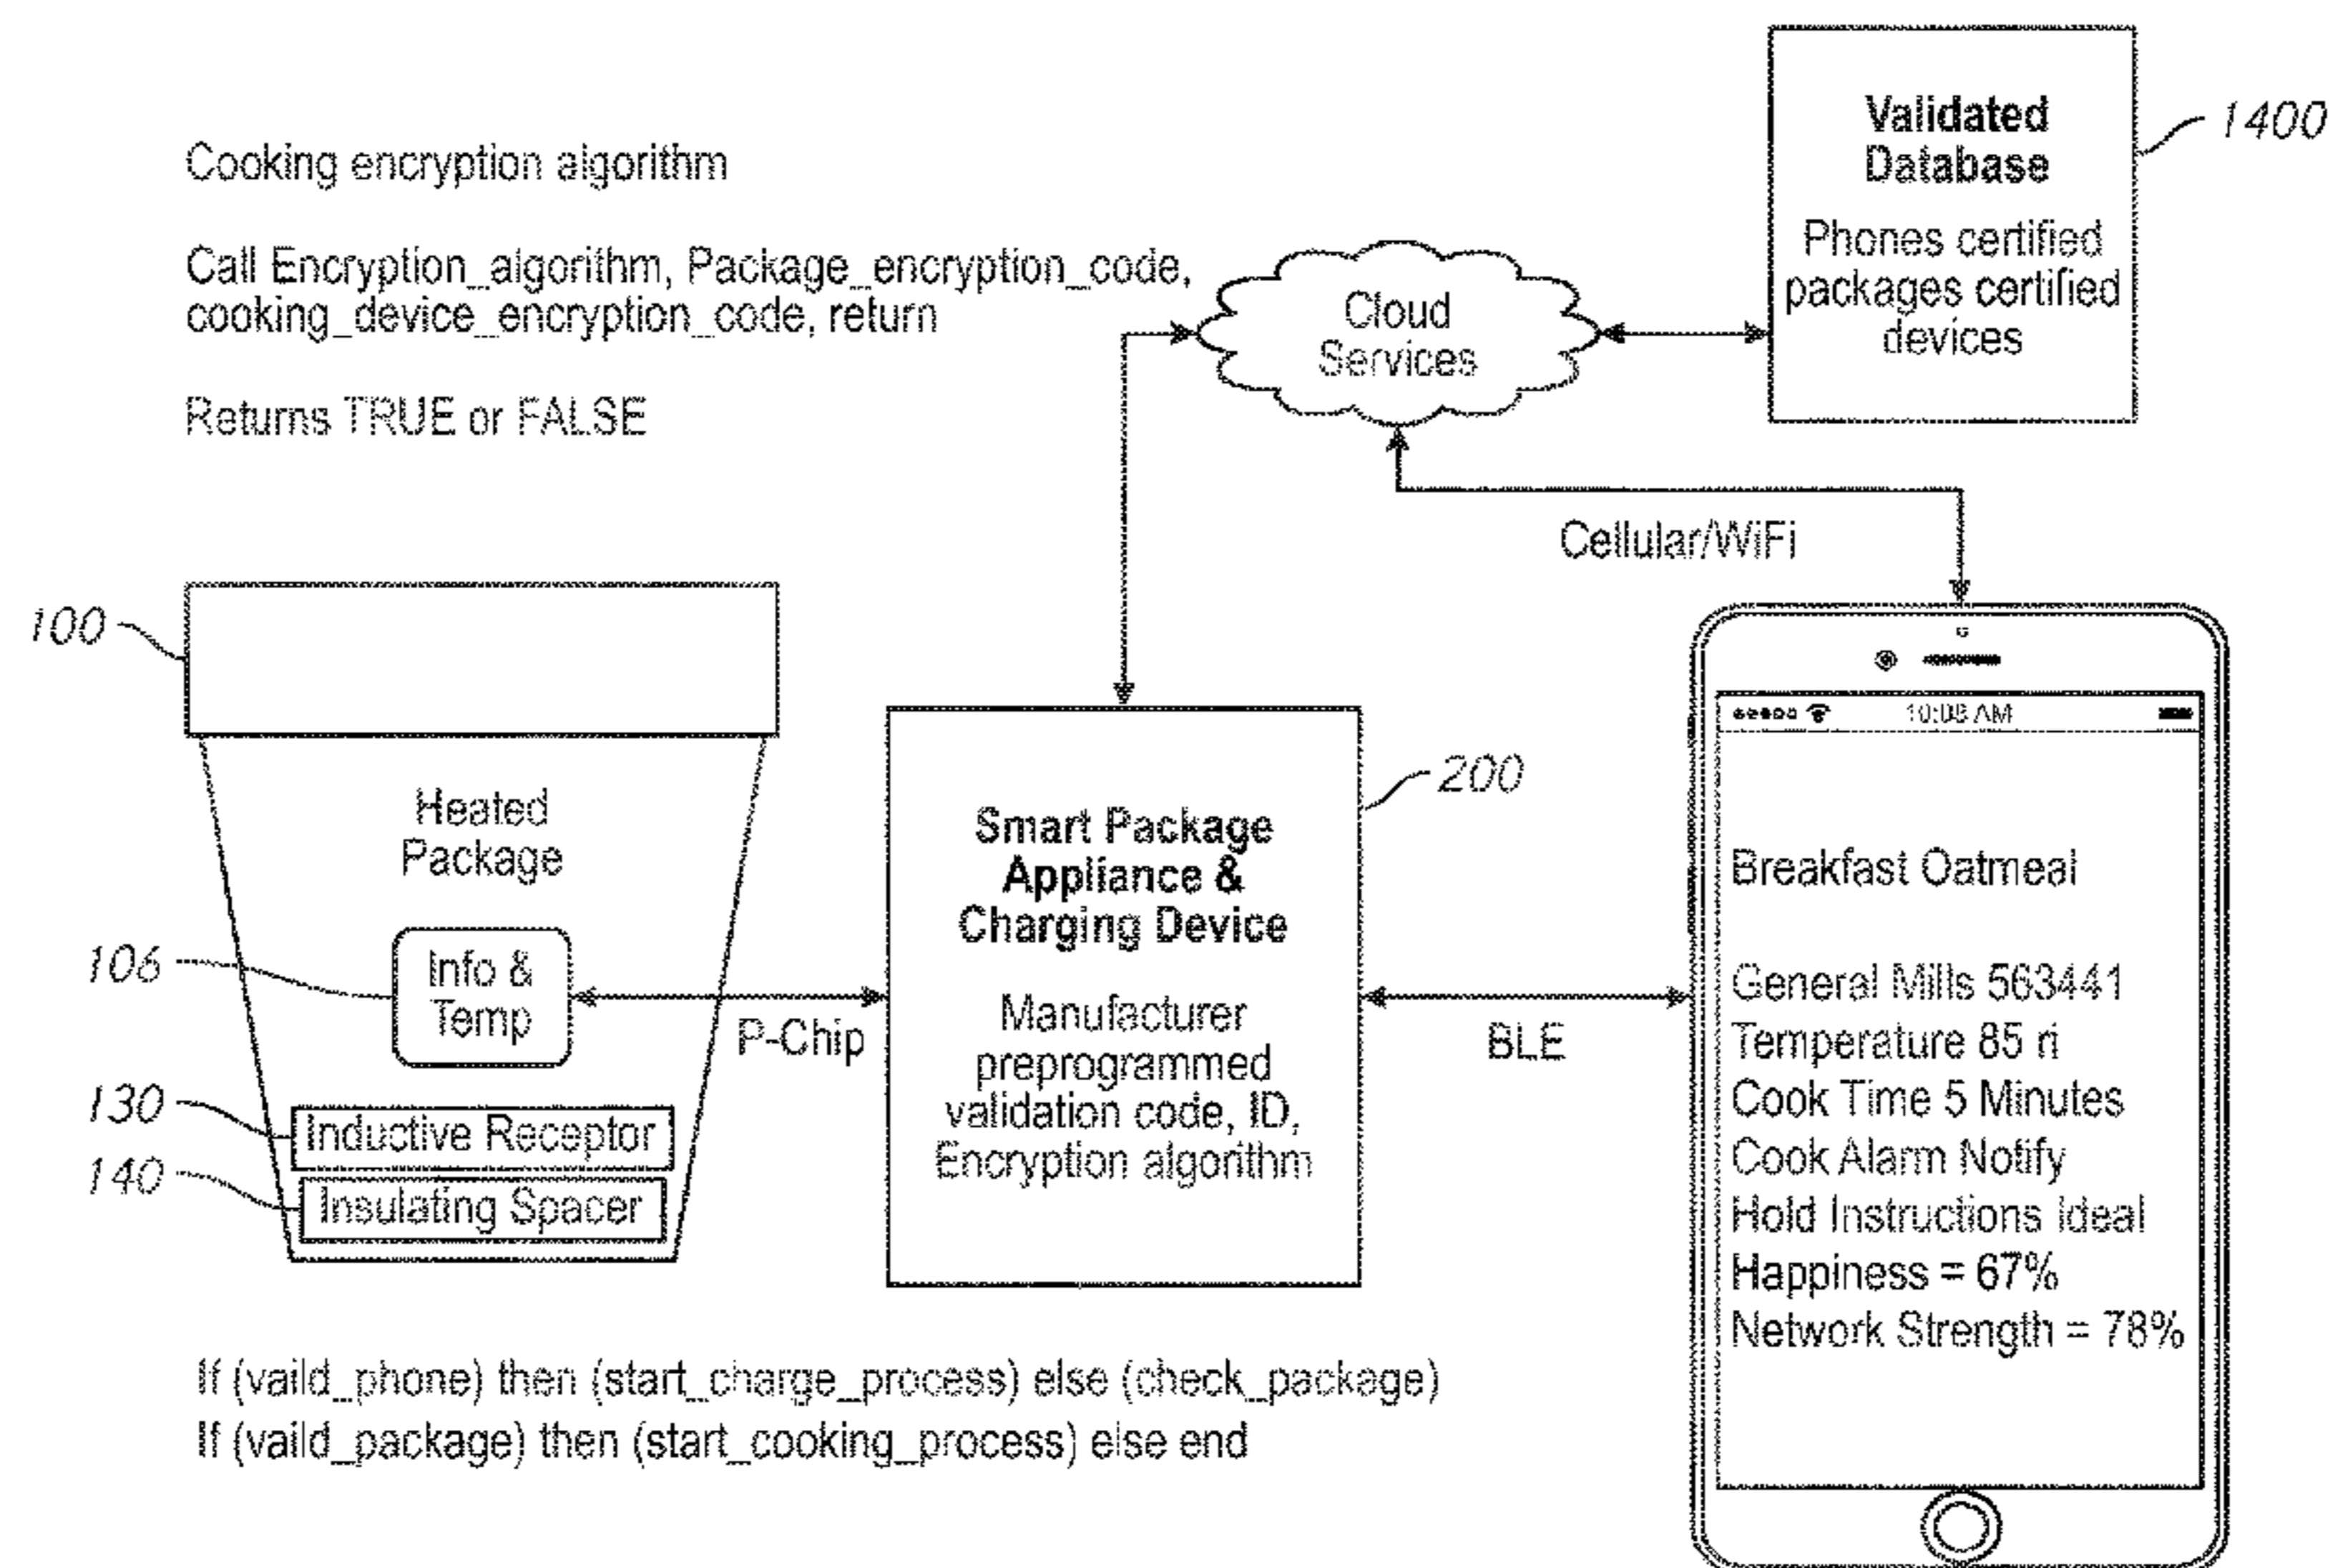 Cooking encryption algorithm
Call Encryption_algorithm, Package_encryption_code,
cooking_device_encryption_code, return
Returns TRUE or FALSE
Cloud
Services
Validated
Database
Phones certified
packages certified
devices
1400
Cellular/WiFi
100
Heated
Package
106
Info &
Temp
P-Chip
130
Inductive Receptor
140
Insulating Spacer
200
Smart Package
Appliance &
Charging Device
Manufacturer
preprogrammed
validation code, ID,
Encryption algorithm
BLE
10:08 AM
Breakfast Oatmeal
General Mills 563441
Temperature 85 ri
Cook Time 5 Minutes
Cook Alarm Notify
Hold Instructions Ideal
Happiness = 67%
Network Strength = 78%
If (vaild_phone) then (start_charge_process) else (check_package)
If (vaild_package) then (start_cooking_process) else end